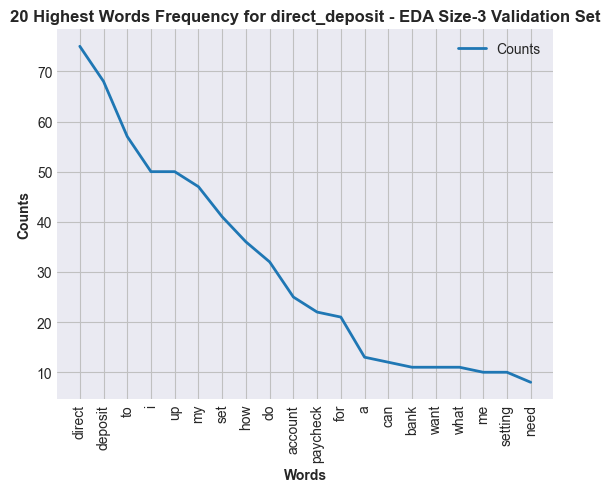 20 Highest Words Frequency for direct_deposit - EDA Size-3 Validation Set
Counts
70
60
50
40
30
20
10
Counts
direct
deposit
to
i
up
my
set
how
do
account
paycheck
for
a
can
bank
want
what
me
setting
need
Words